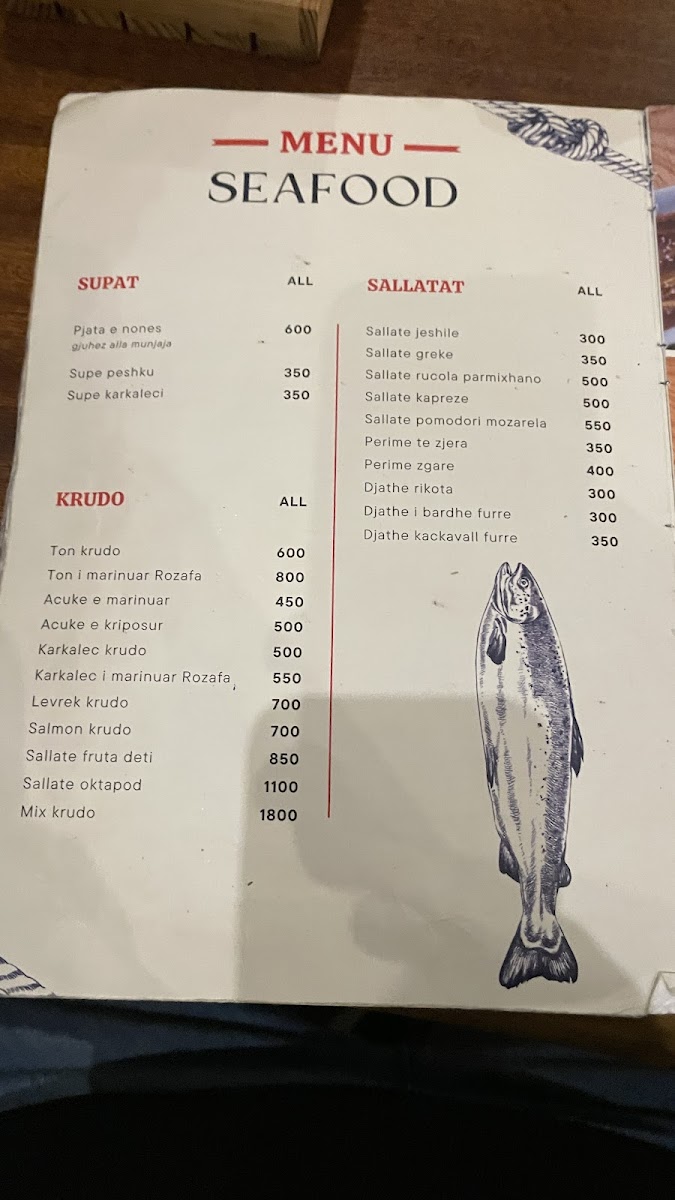 MENU
SEAFOOD
SUPAT ALL
Pjata e nones 600
gjuhez alla munjaja
Supe peshku 350
Supe karkaleci 350
KRUDO ALL
Ton krudo 600
Ton i marinuar Rozafa 800
Acuke e marinuar 450
Acuke e kriposur 500
Karkalec krudo 500
Karkalec i marinuar Rozafa 550
Levrek krudo 700
Salmon krudo 700
Sallate fruta deti 850
Sallate oktapod 1100
Mix krudo 1800
SALLATAT ALL
Sallate jeshile 300
Sallate greke 350
Sallate rucola parmixhano 500
Sallate kapreze 500
Sallate pomodori mozarela 550
Perime te zjera 350
Perime zgare 400
Djathe rikota 300
Djathe i bardhe furre 300
Djathe kackavall furre 350